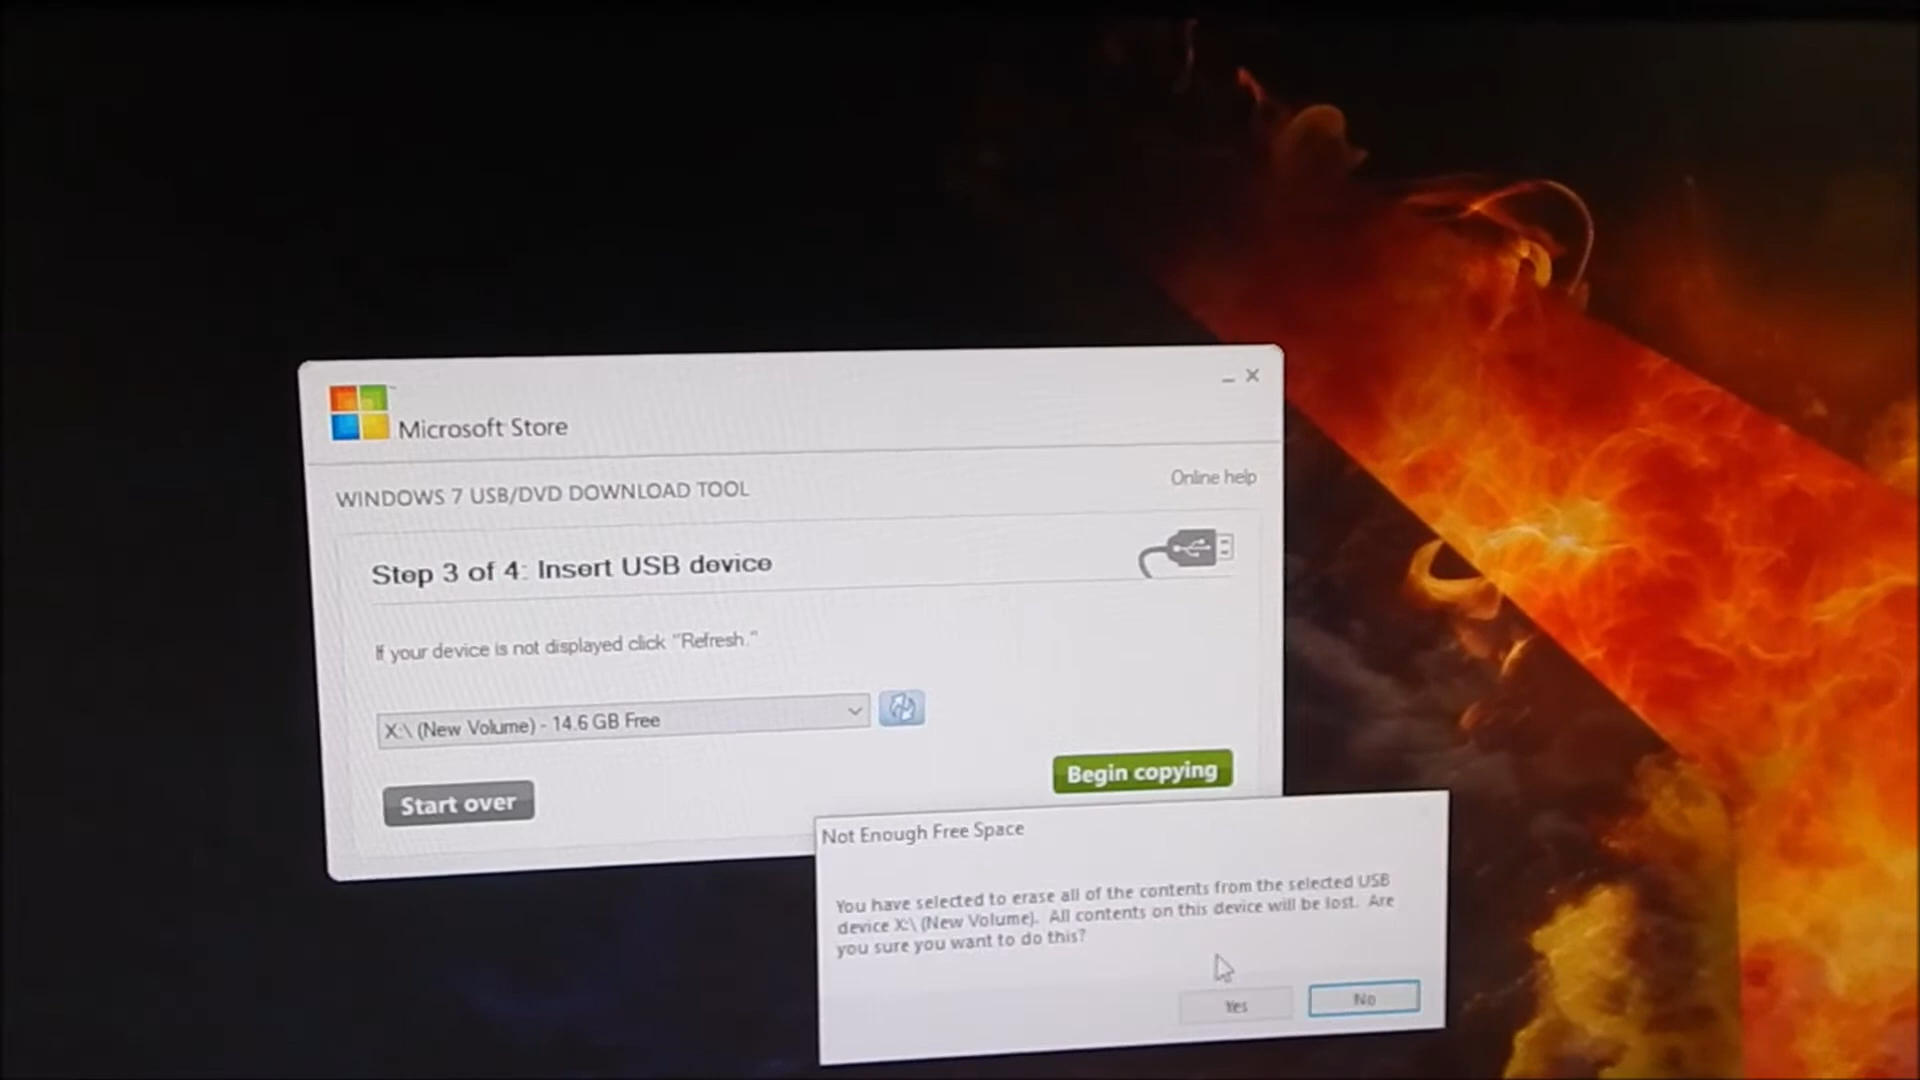 Microsoft Store
WINDOWS 7 USB/DVD DOWNLOAD TOOL
Online help
Step 3 of 4: Insert USB device
If your device is not displayed click "Refresh."
X:\ (New Volume) - 14.6 GB Free
Start over
Begin copying
Not Enough Free Space
You have selected to erase all of the contents from the selected USB
device X:\ (New Volume). All contents on this device will be lost. Are
you sure you want to do this?
Yes
No